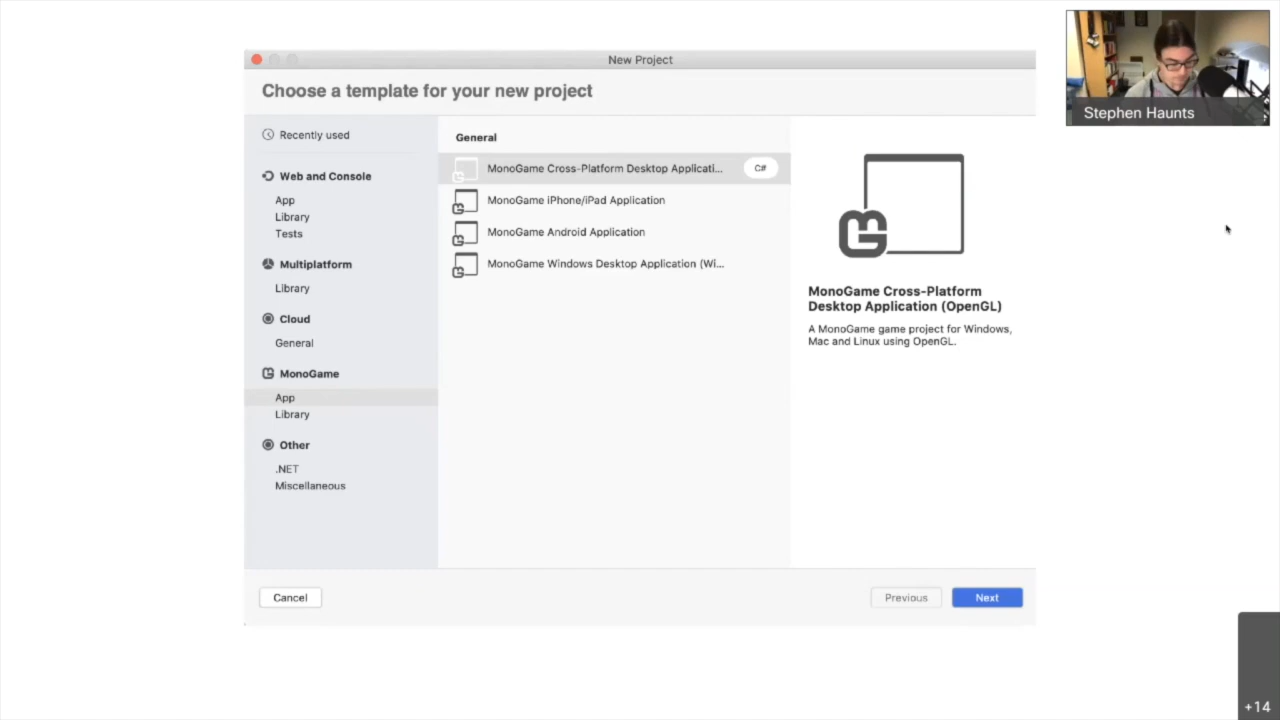 New Project
Choose a template for your new project
Recently used
Web and Console
App
Library
Tests
Multiplatform
Library
Cloud
General
MonoGame
App
Library
Other
.NET
Miscellaneous
General
MonoGame Cross-Platform Desktop Applicati...
C#
MonoGame iPhone/iPad Application
MonoGame Android Application
MonoGame Windows Desktop Application (Wi...
MonoGame Cross-Platform
Desktop Application (OpenGL)
A MonoGame game project for Windows,
Mac and Linux using OpenGL.
Cancel
Previous
Next
Stephen Haunts
+14